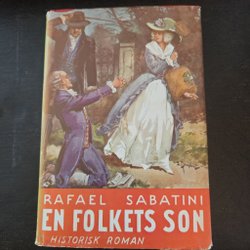 RAFAEL SABATINI
EN FOLKETS SON
HISTORISK ROMAN